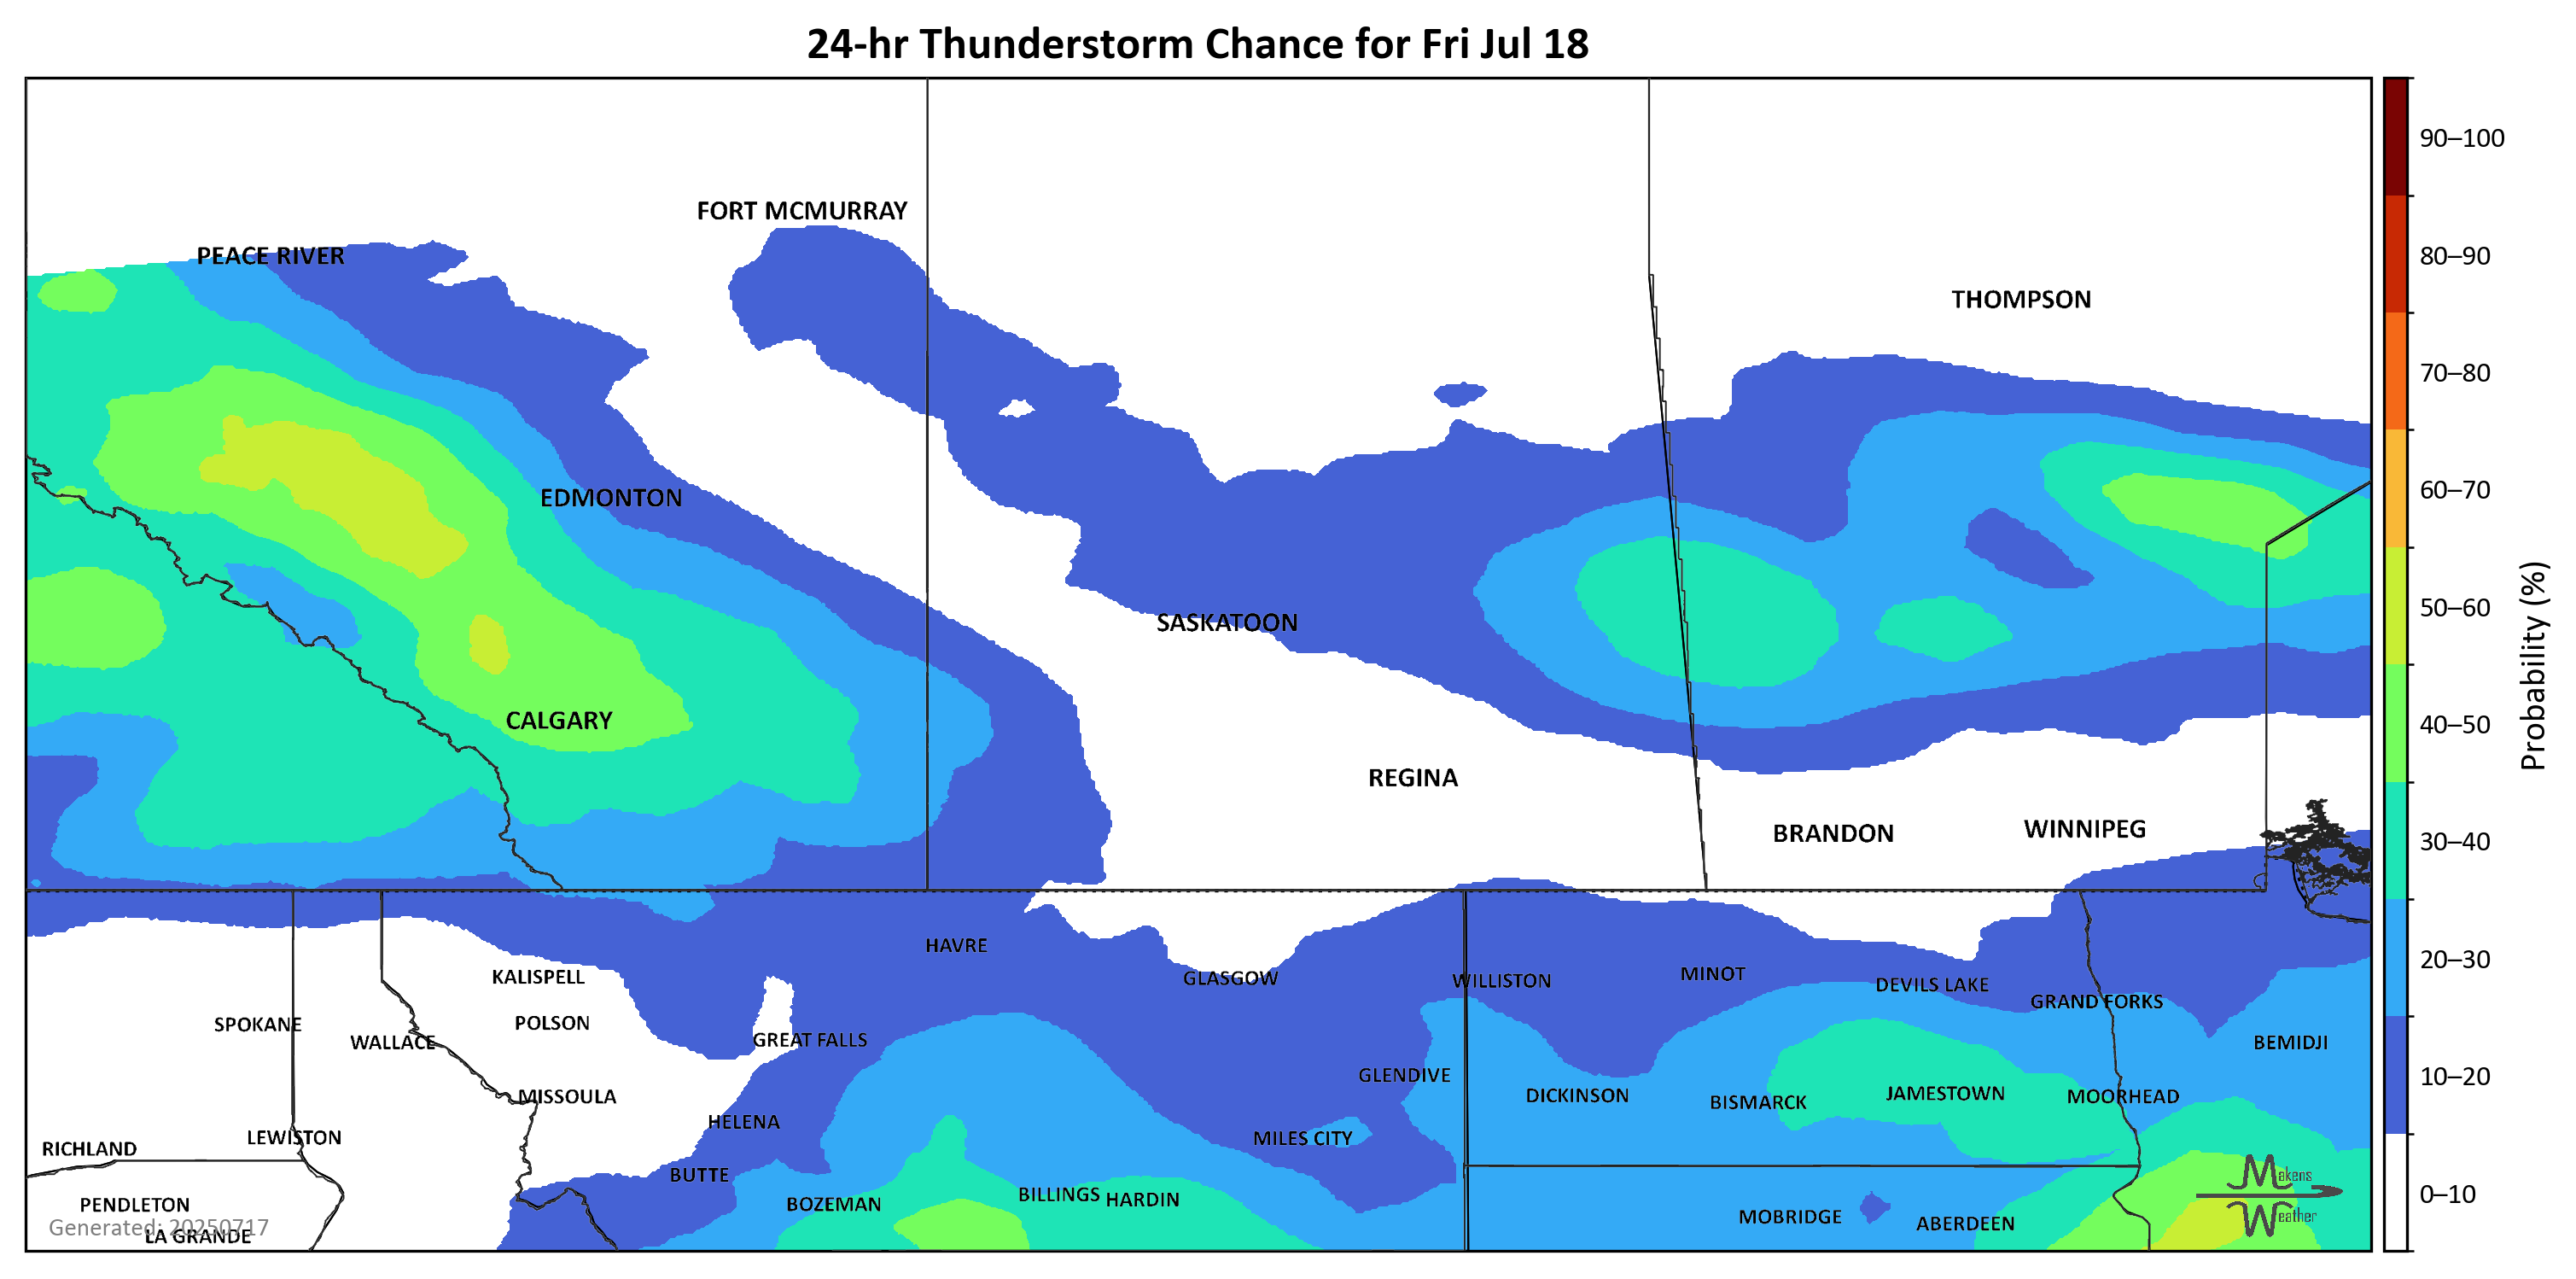 24-hr Thunderstorm Chance for Fri Jul 18
FORT MCMURRAY
PEACE RIVER
THOMPSON
EDMONTON
SASKATOON
CALGARY
REGINA
BRANDON
WINNIPEG
HAVRE
KALISPELL
GLASGOW
WILLISTON
MINOT
DEVILS LAKE
GRAND FORKS
SPOKANE
POLSON
WALLACE
GREAT FALLS
BEMIDJI
GLENDIVE
MISSOULA
DICKINSON
BISMARCK
JAMESTOWN
MOORHEAD
HELENA
LEWISTON
MILES CITY
RICHLAND
BUTTE
BILLINGS
HARDIN
BOZEMAN
PENDLETON
MOBRIDGE
ABERDEEN
Generated: 20250717
LA GRANDE
Makens
Weather
90–100
80–90
70–80
60–70
50–60
40–50
30–40
20–30
10–20
0–10
Probability (%)